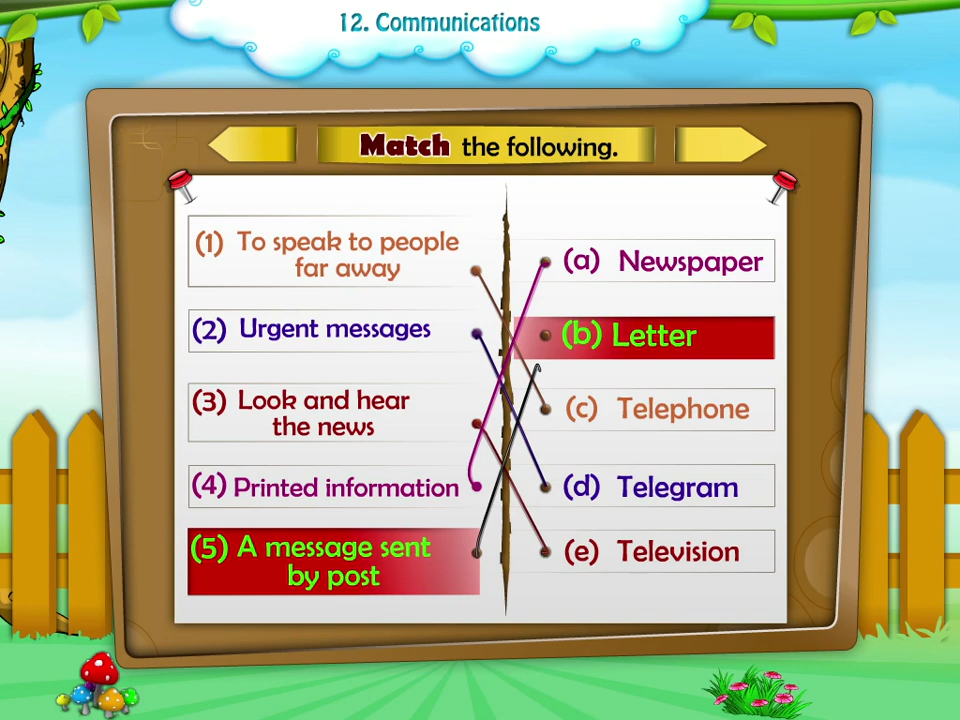 12. Communications
Match the following.
(1) To speak to people
far away
(2) Urgent messages
(3) Look and hear
the news
(4) Printed information
(5) A message sent
by post
(a) Newspaper
(b) Letter
(c) Telephone
(d) Telegram
(e) Television